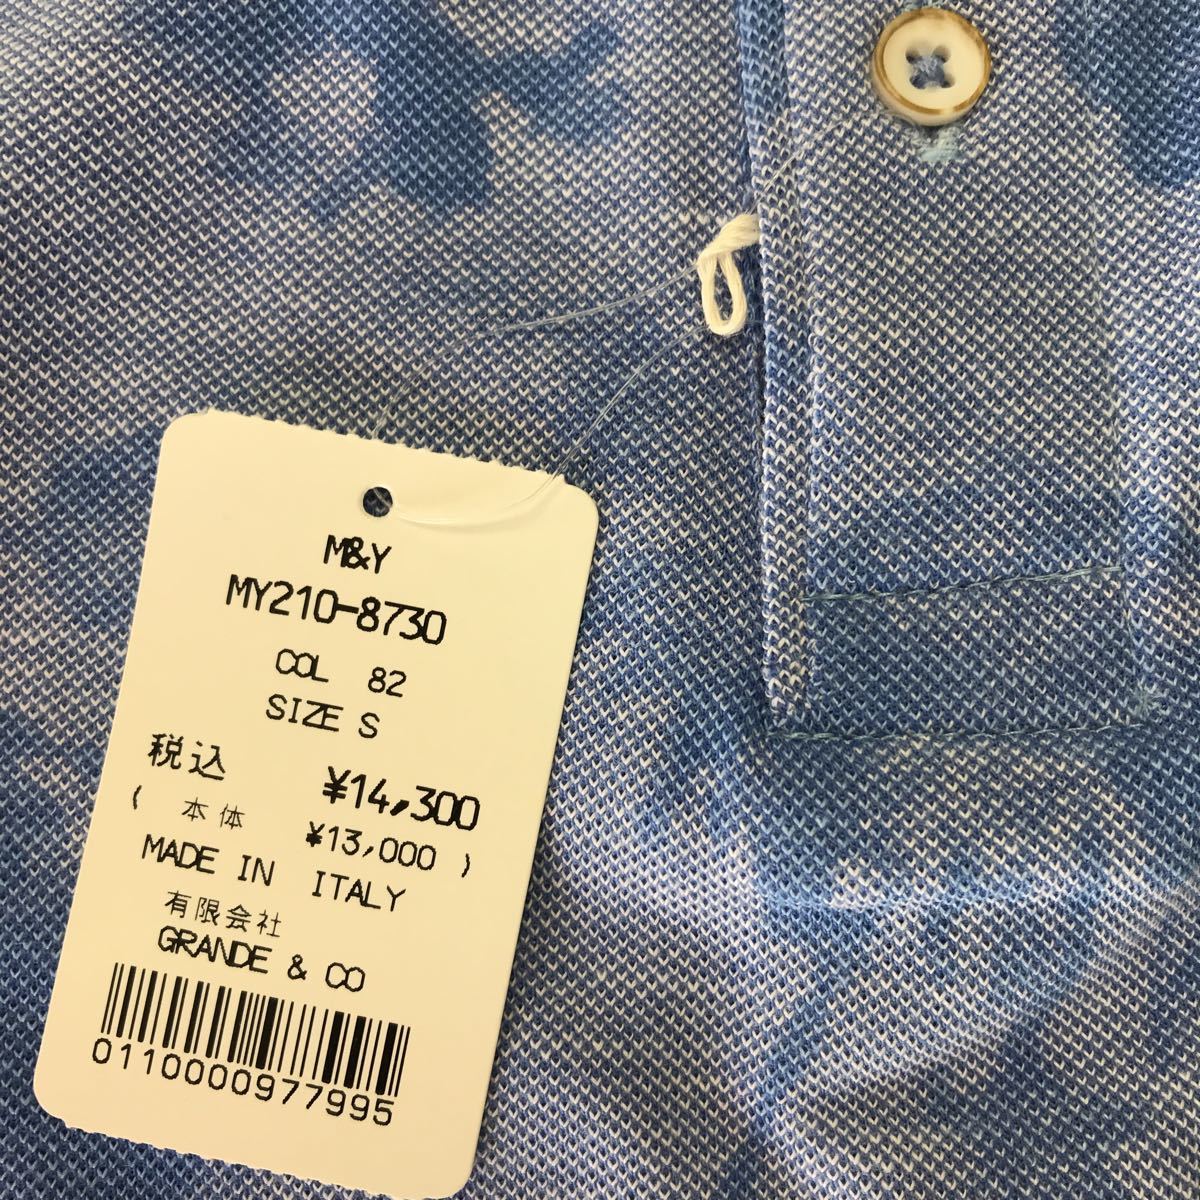 M&Y
MY210-8730
COL 82
SIZE S
税込 ¥14,300
( 本体 ¥13,000 )
MADE IN ITALY
有限会社
GRANDE & CO
0110000977995